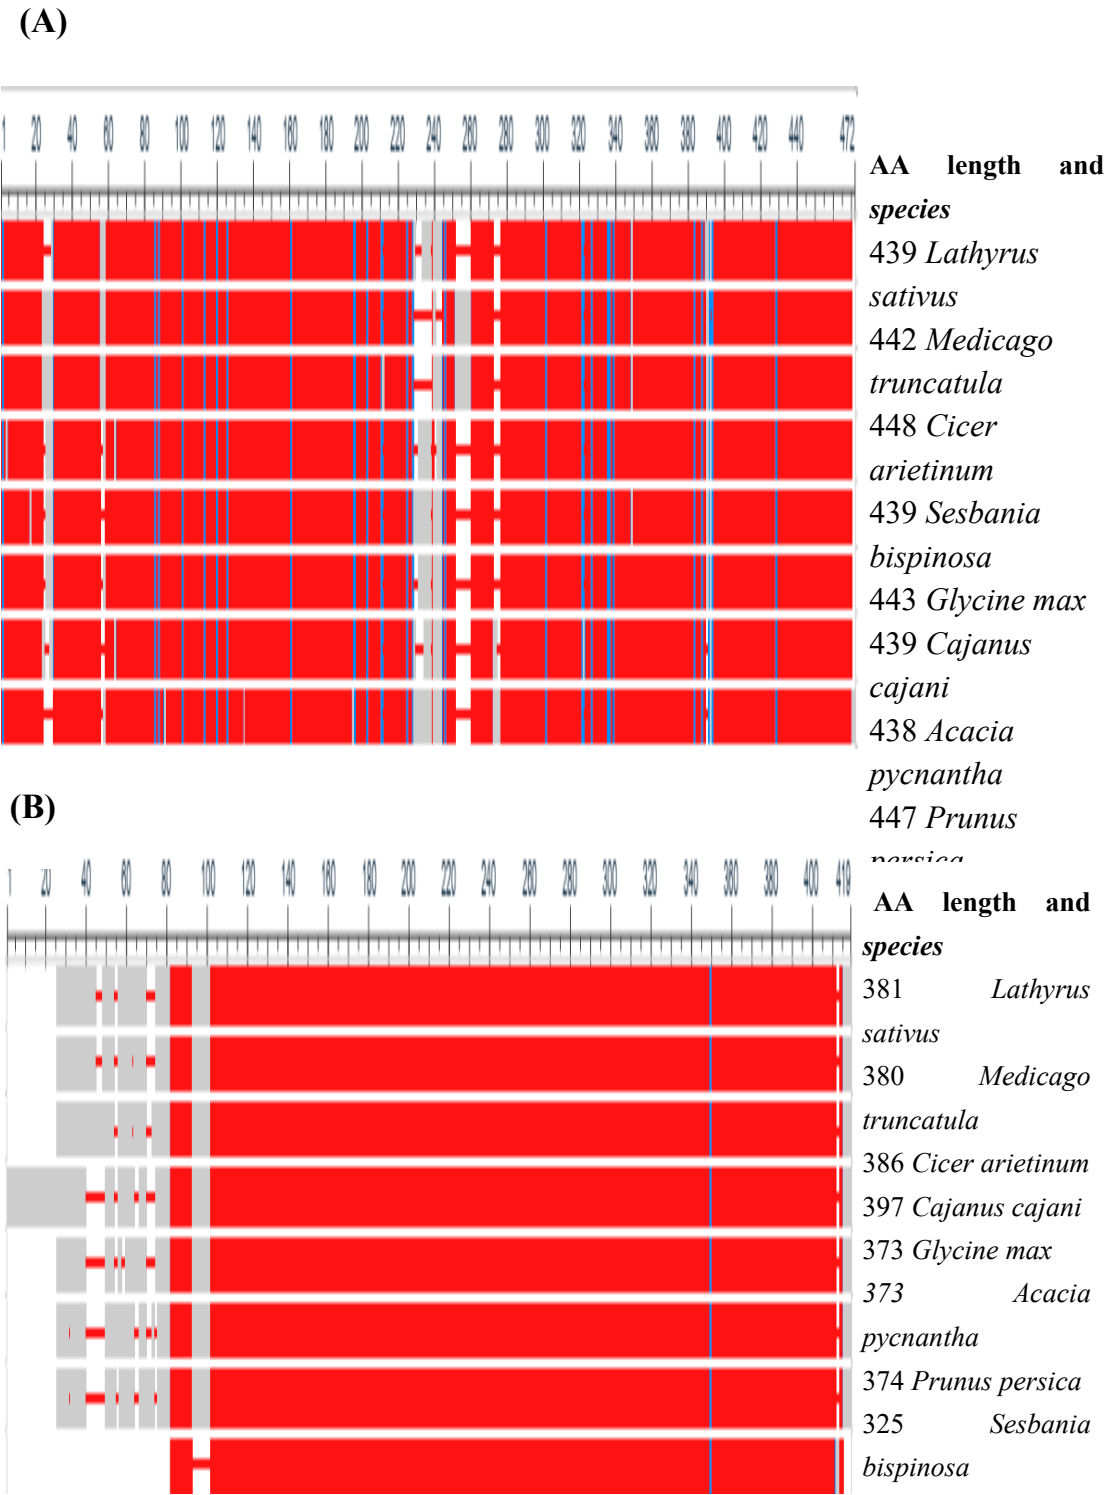 (A)
1 20 40 60 80 100 120 140 160 180 200 220 240 260 280 300 320 340 360 380 400 420 440 472
AA length and
species
439 Lathyrus
sativus
442 Medicago
truncatula
448 Cicer
arietinum
439 Sesbania
bispinosa
443 Glycine max
439 Cajanus
cajani
438 Acacia
pycnantha
447 Prunus
persica
(B)
1 20 40 60 80 100 120 140 160 180 200 220 240 260 280 300 320 340 360 380 400 419
AA length and
species
381 Lathyrus
sativus
380 Medicago
truncatula
386 Cicer arietinum
397 Cajanus cajani
373 Glycine max
373 Acacia
pycnantha
374 Prunus persica
325 Sesbania
bispinosa